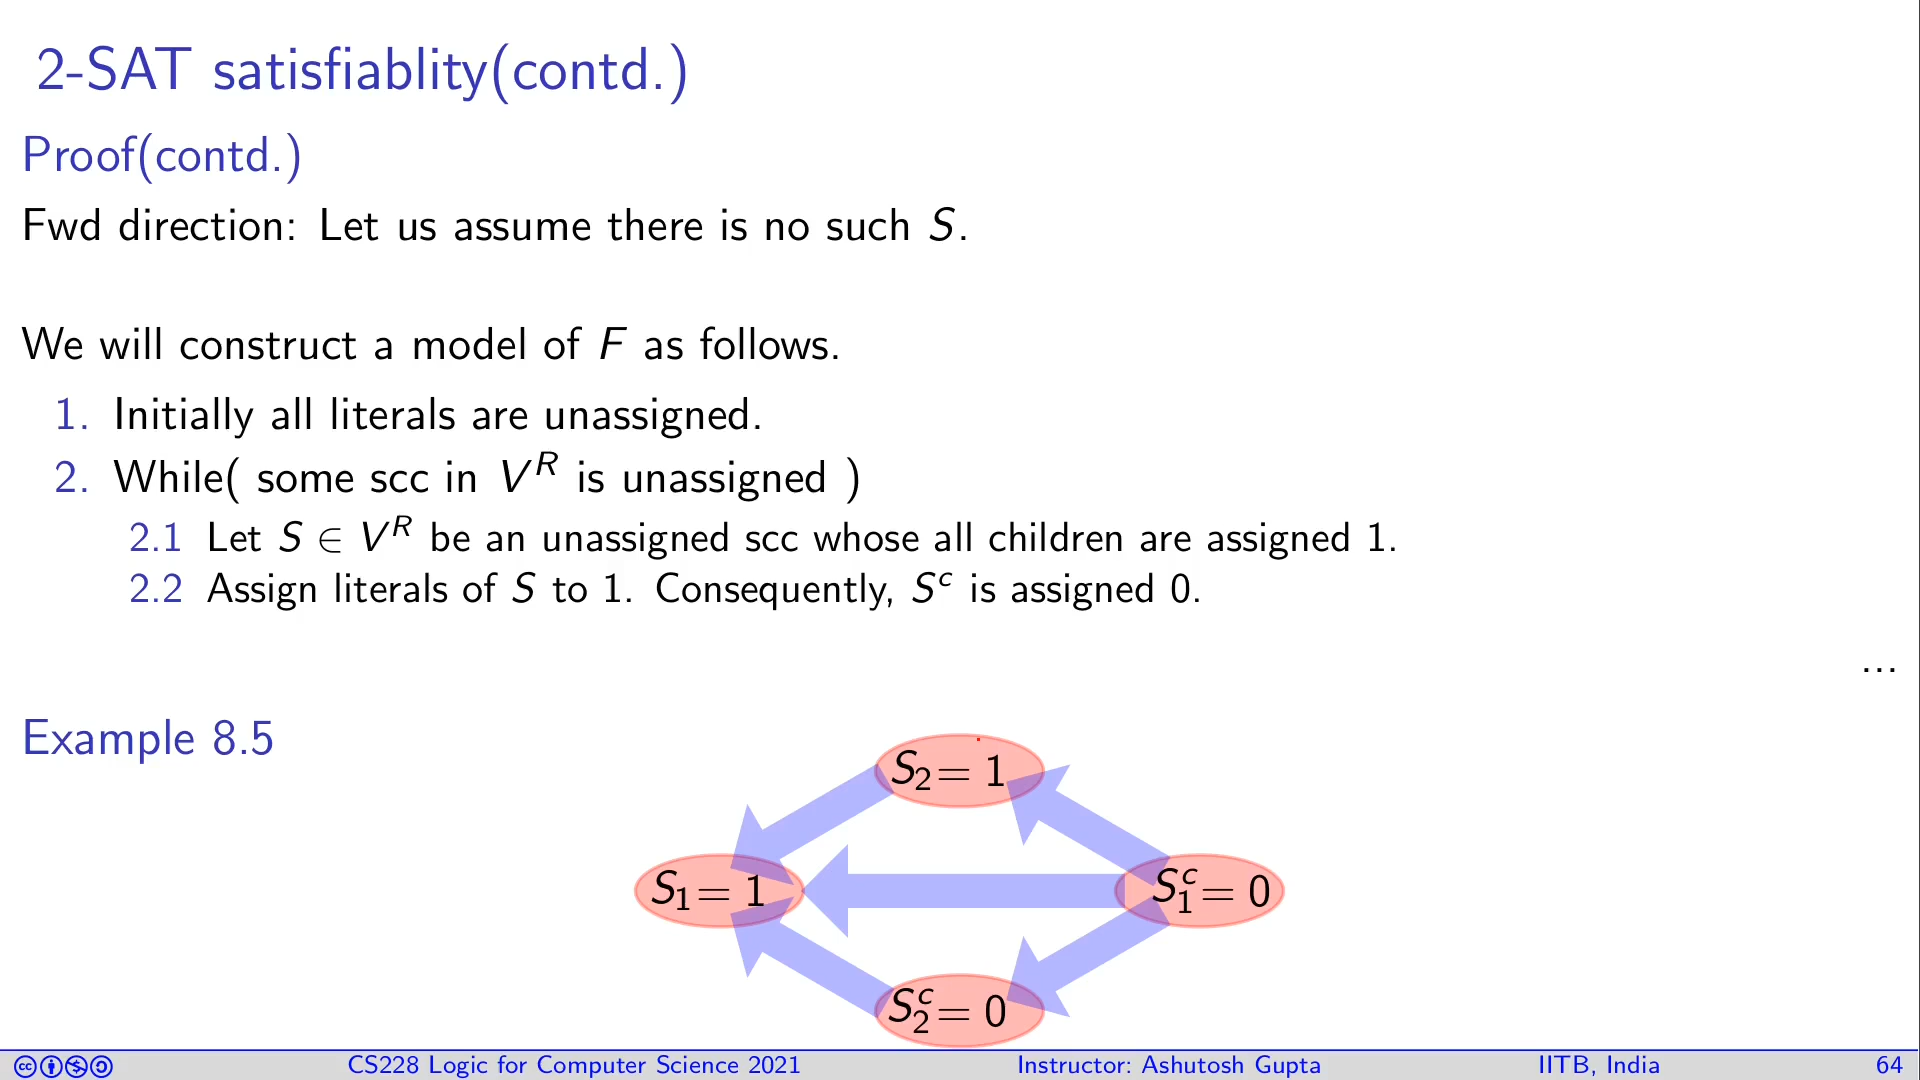 2-SAT satisfiablity(contd.)
Proof(contd.)
Fwd direction: Let us assume there is no such S.
We will construct a model of F as follows.
1. Initially all literals are unassigned.
2. While( some scc in V^R is unassigned )
2.1 Let S ∈ V^R be an unassigned scc whose all children are assigned 1.
2.2 Assign literals of S to 1. Consequently, S^c is assigned 0.
...
Example 8.5
S_2 = 1
S_1 = 1
S_1^c = 0
S_2^c = 0
CS228 Logic for Computer Science 2021 Instructor: Ashutosh Gupta IITB, India 64